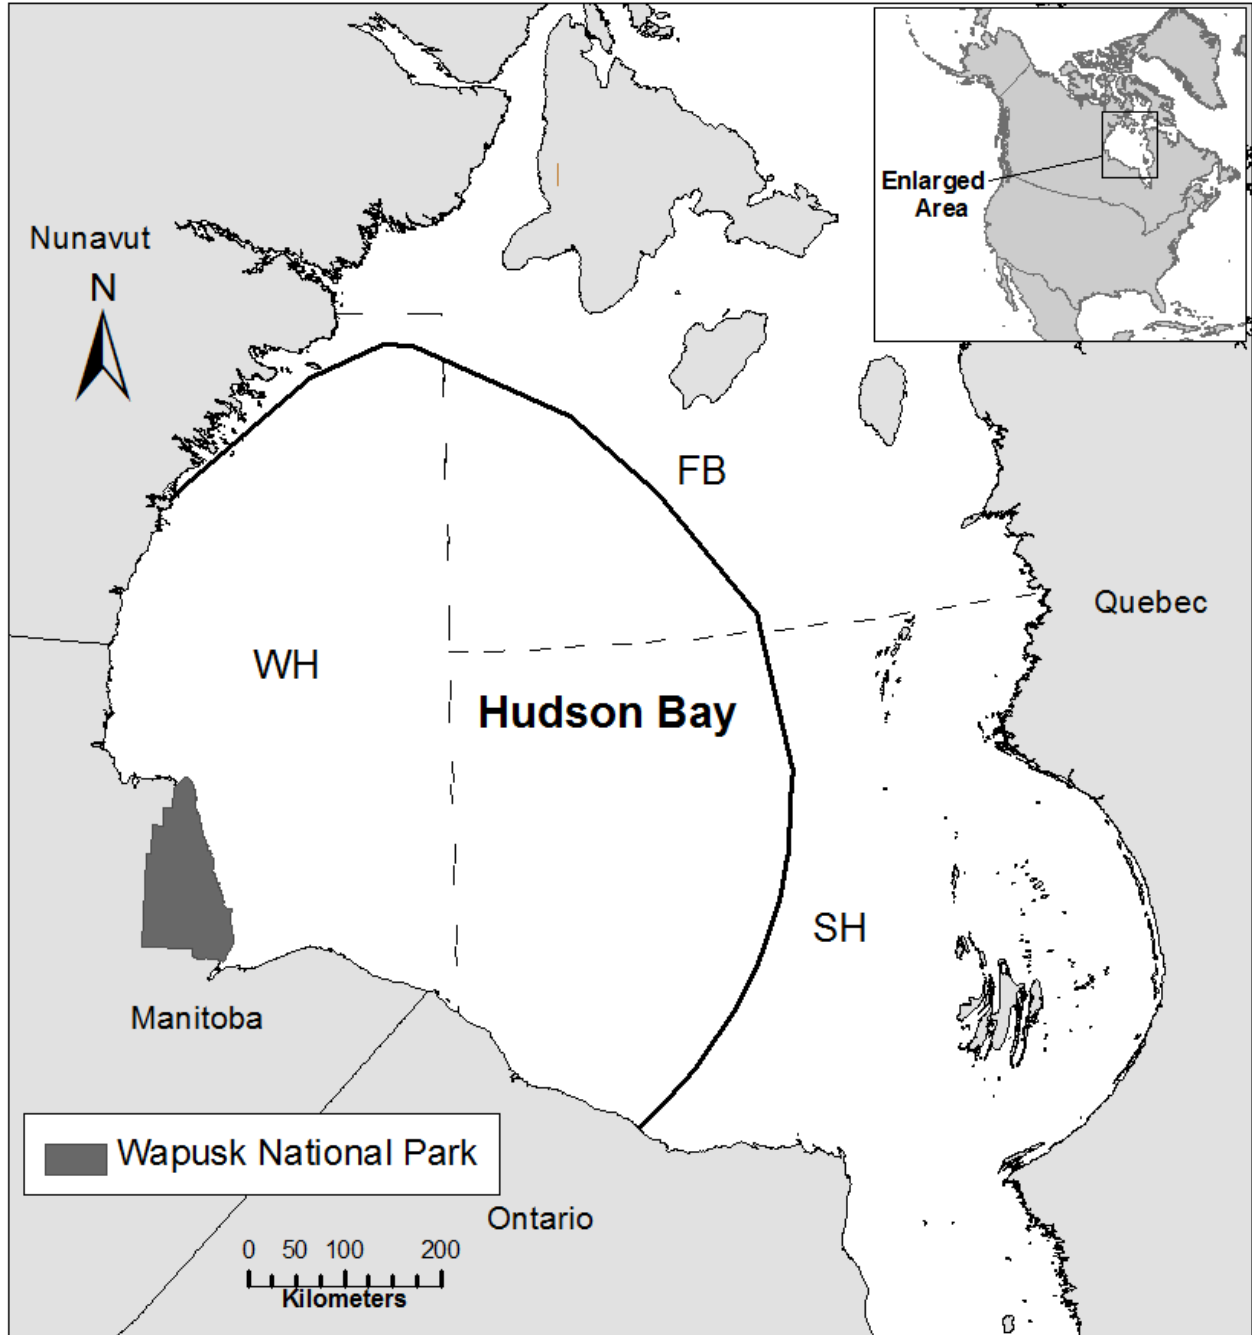 Enlarged
Area
Nunavut
N
FB
Quebec
WH
Hudson Bay
SH
Manitoba
Wapusk National Park
Ontario
0 50 100 200
Kilometers